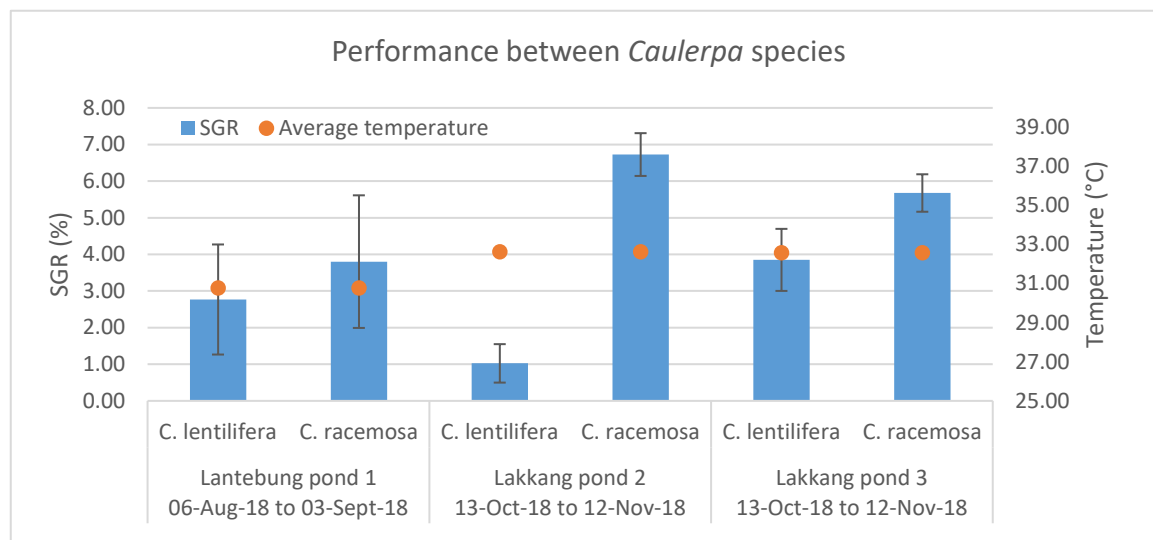 Performance between Caulerpa species
SGR
Average temperature
SGR (%)
8.00
7.00
6.00
5.00
4.00
3.00
2.00
1.00
0.00
39.00
37.00
35.00
33.00
31.00
29.00
27.00
25.00
Temperature (°C)
C. lentilifera C. racemosa C. lentilifera C. racemosa C. lentilifera C. racemosa
Lantebung pond 1 Lakkang pond 2 Lakkang pond 3
06-Aug-18 to 03-Sept-18 13-Oct-18 to 12-Nov-18 13-Oct-18 to 12-Nov-18